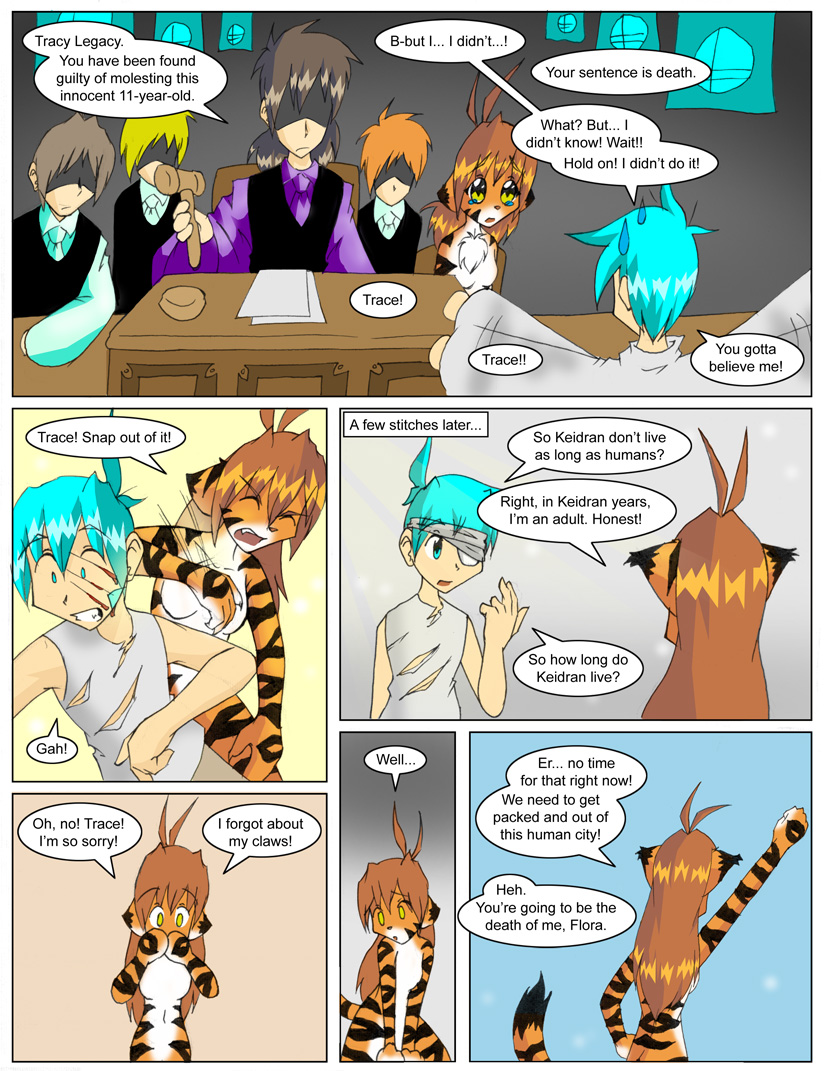 Tracy Legacy.
You have been found
guilty of molesting this
innocent 11-year-old.
B-but I... I didn't...!
Your sentence is death.
What? But... I
didn't know! Wait!!
Hold on! I didn't do it!
Trace!
Trace!!
You gotta
believe me!
Trace! Snap out of it!
Gah!
A few stitches later...
So Keidran don't live
as long as humans?
Right, in Keidran years,
I'm an adult. Honest!
So how long do
Keidran live?
Oh, no! Trace!
I'm so sorry!
I forgot about
my claws!
Well...
Er... no time
for that right now!
We need to get
packed and out of
this human city!
Heh.
You're going to be the
death of me, Flora.